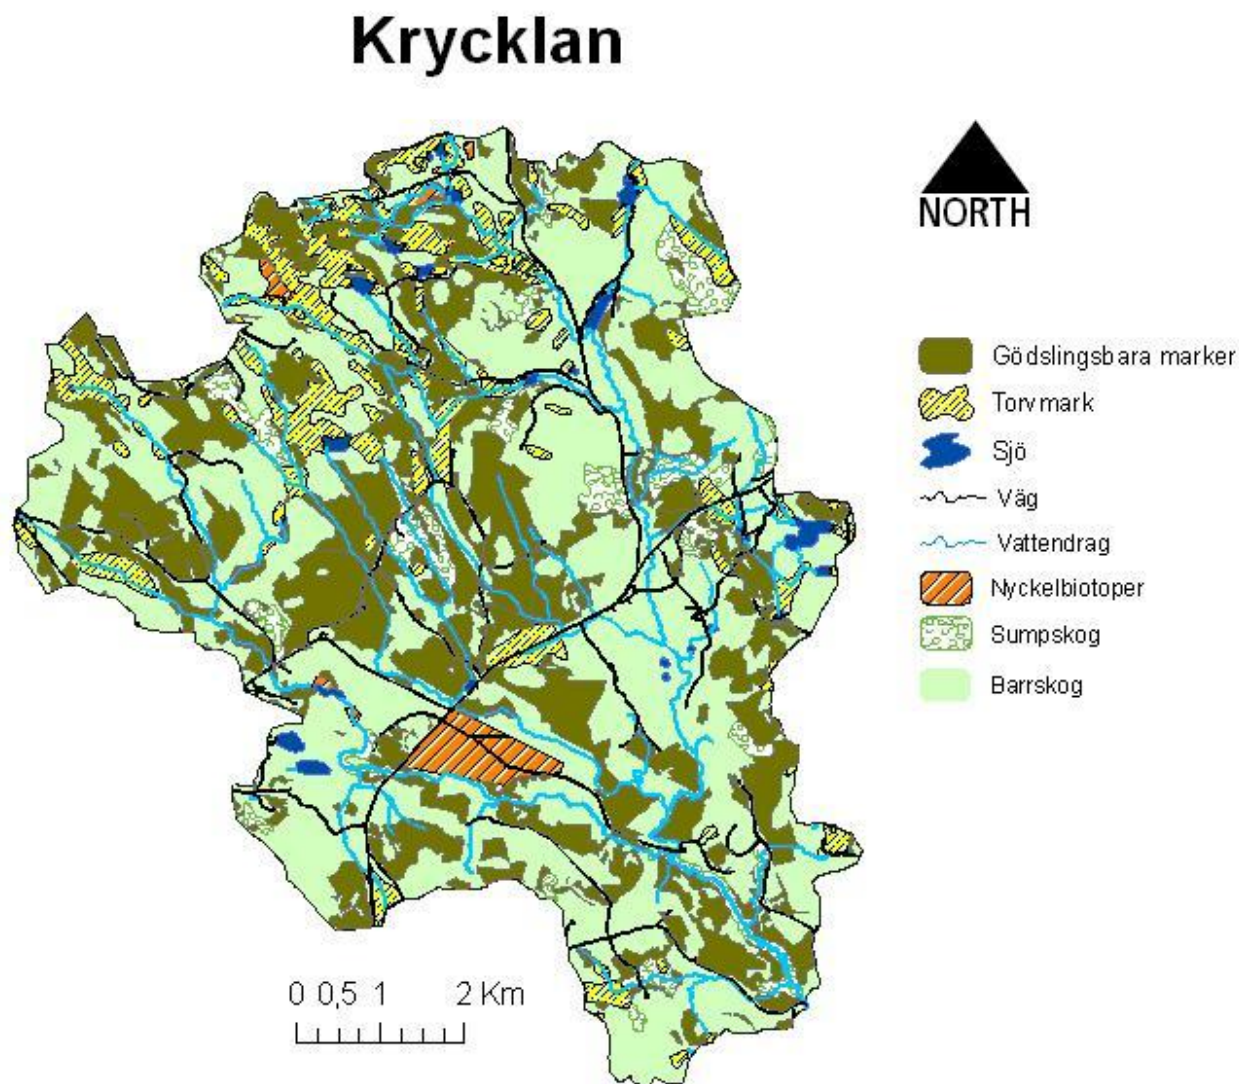 Krycklan
NORTH
Gödslingsbara marker
Torvmark
Sjö
Väg
Vattendrag
Nyckelbiotoper
Sumpskog
Barrskog
0 0,5 1 2 Km